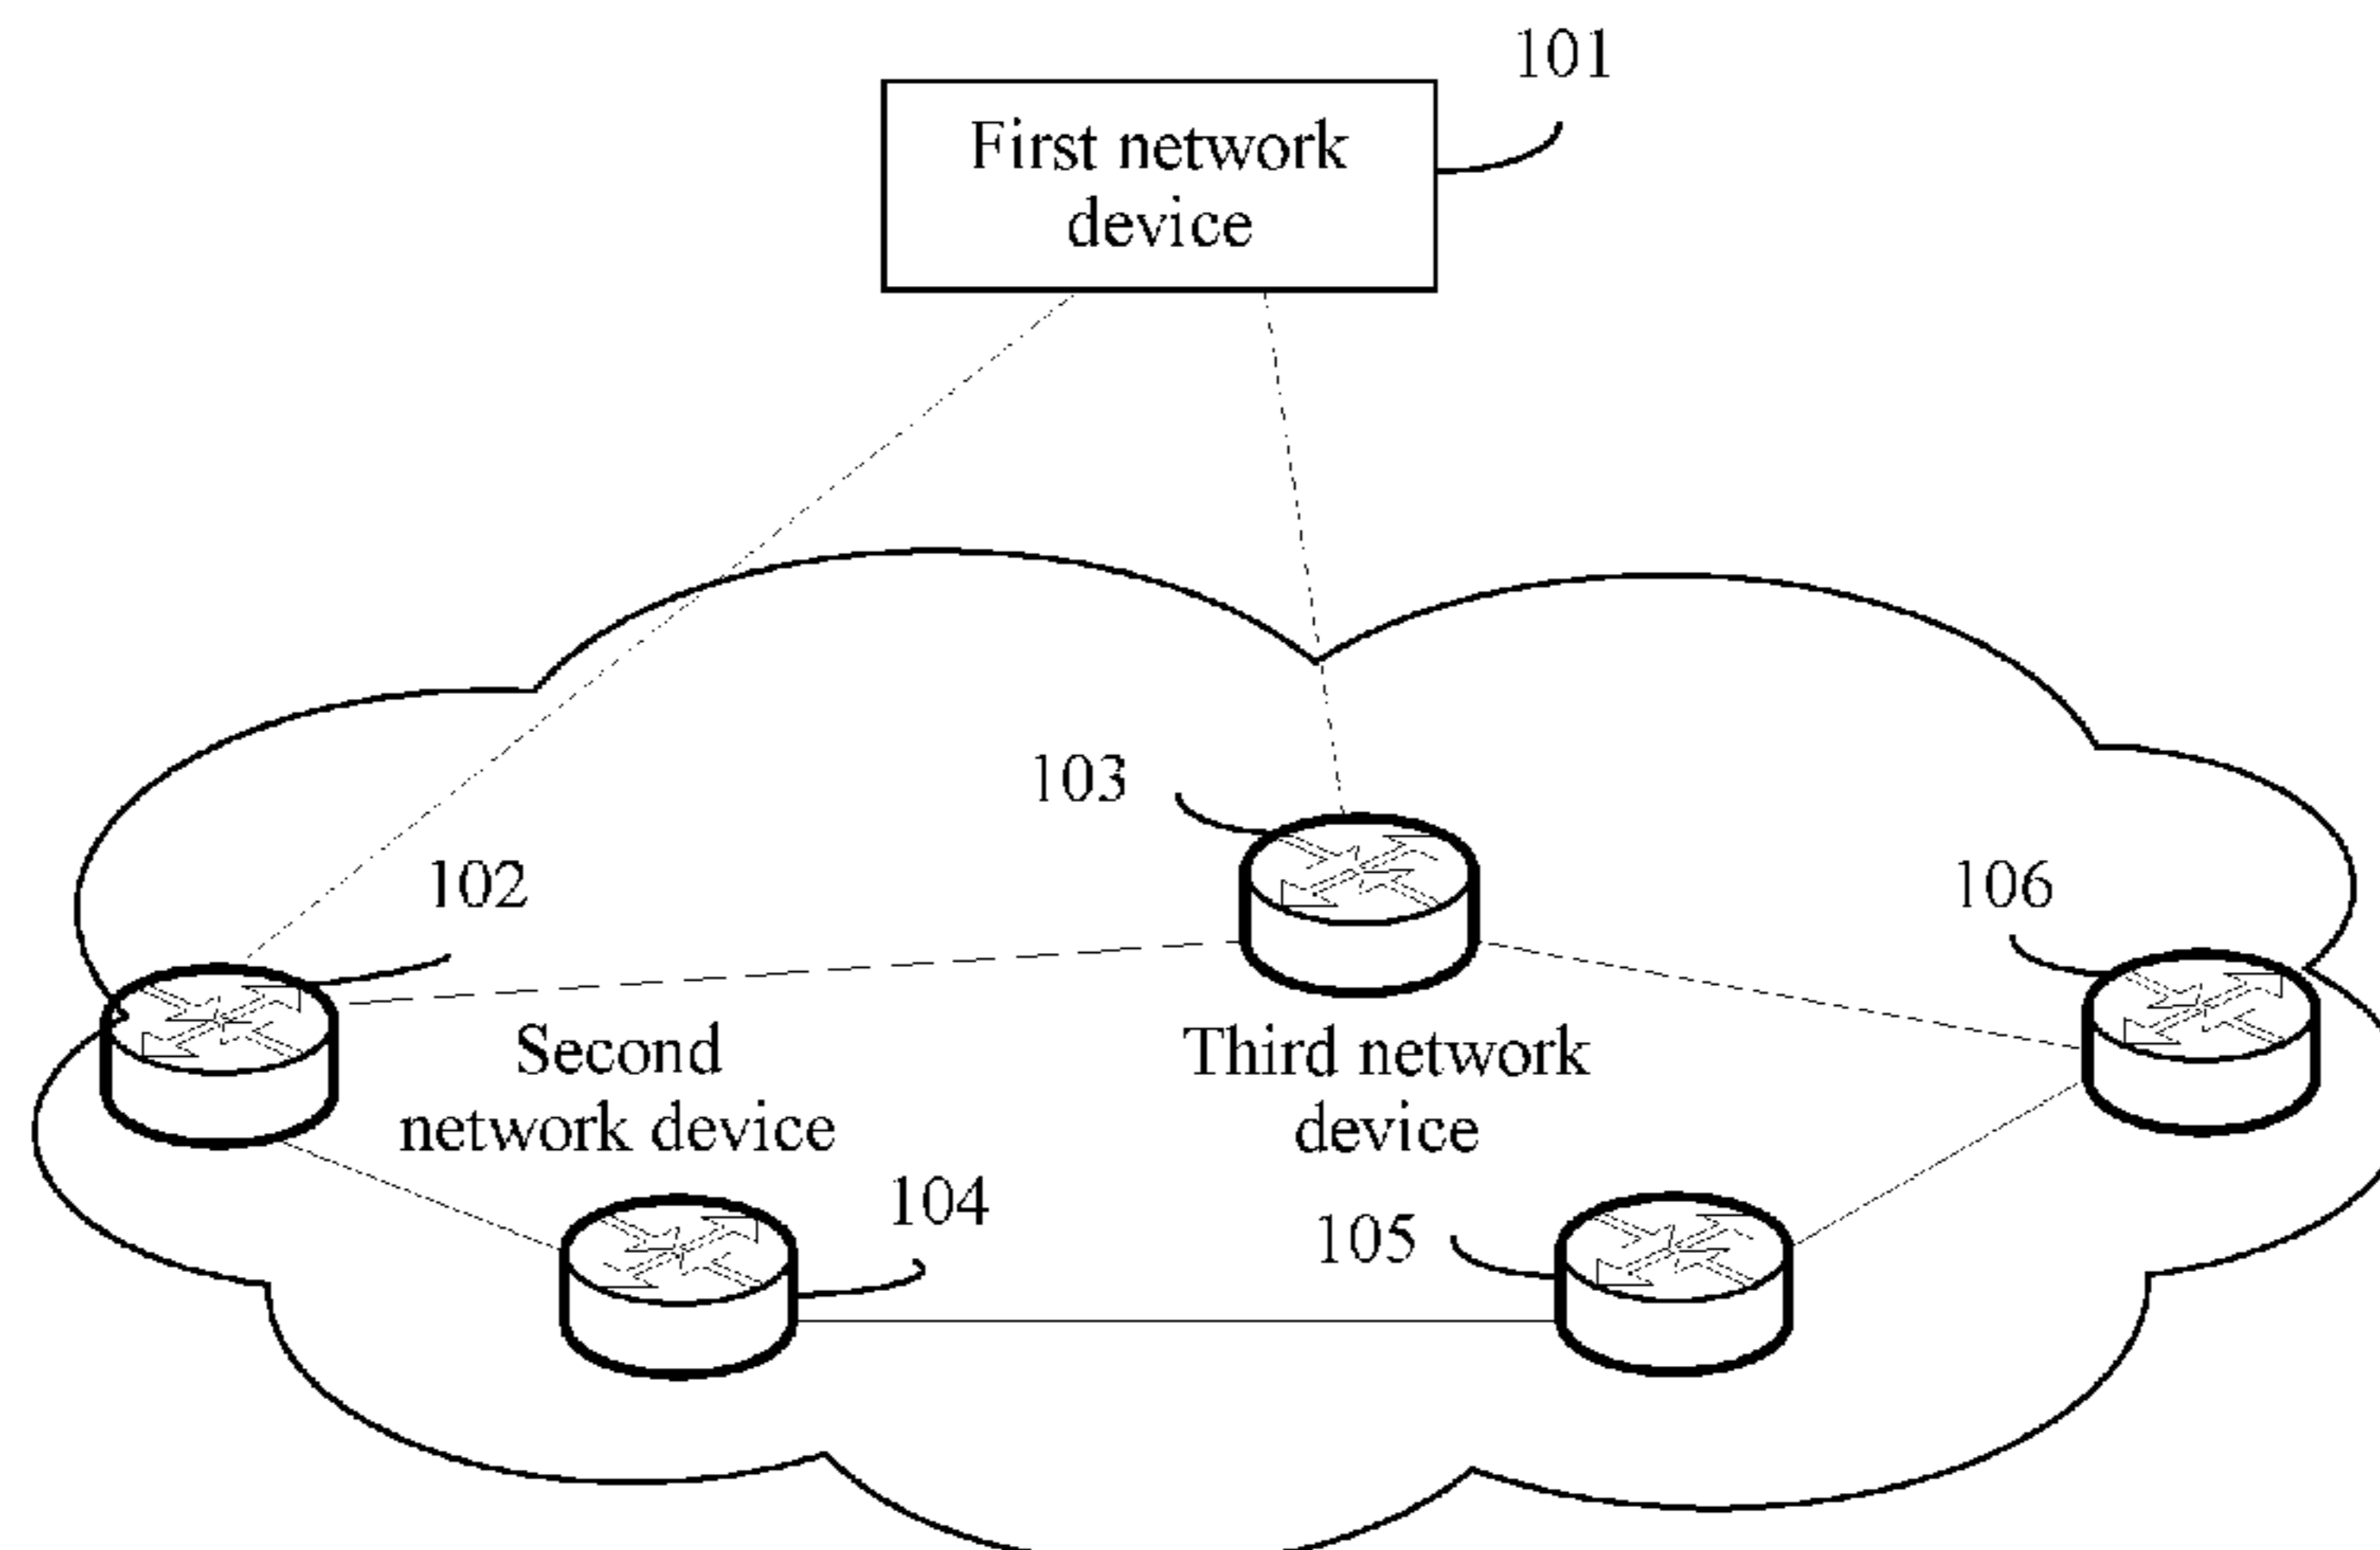 101
First network
device
103
102
106
Second
network device
Third network
device
104
105